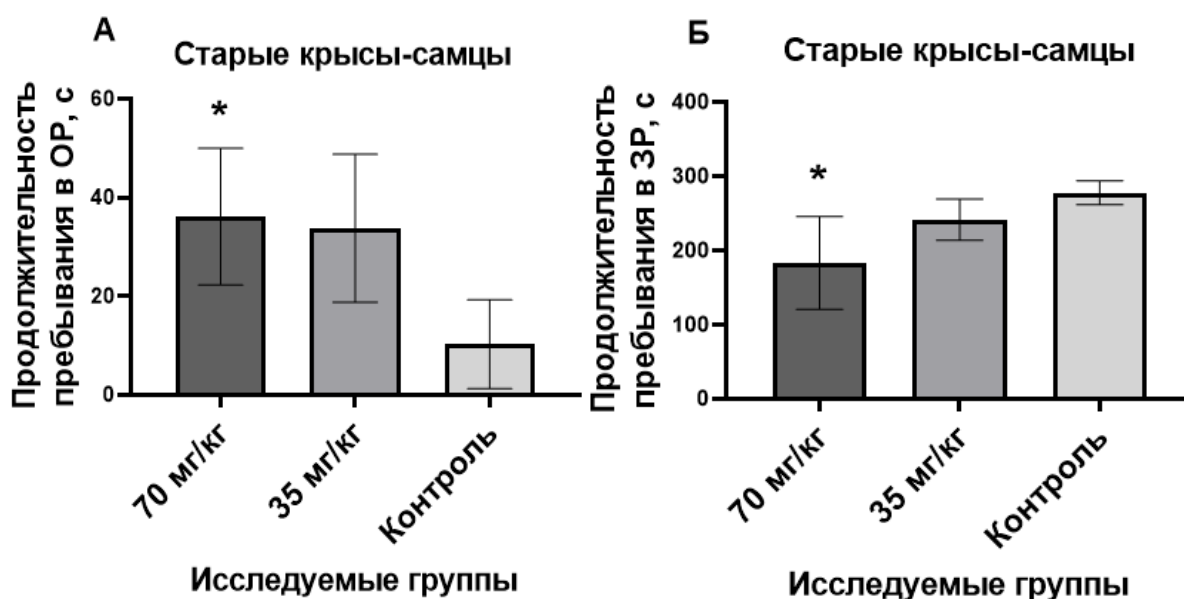 А
Старые крысы-самцы
Продолжительность
пребывания в ОР, с
60
40
20
0
*
70 мг/кг
35 мг/кг
Контроль
Исследуемые группы
Б
Старые крысы-самцы
Продолжительность
пребывания в ЗР, с
400
300
200
100
0
*
70 мг/кг
35 мг/кг
Контроль
Исследуемые группы